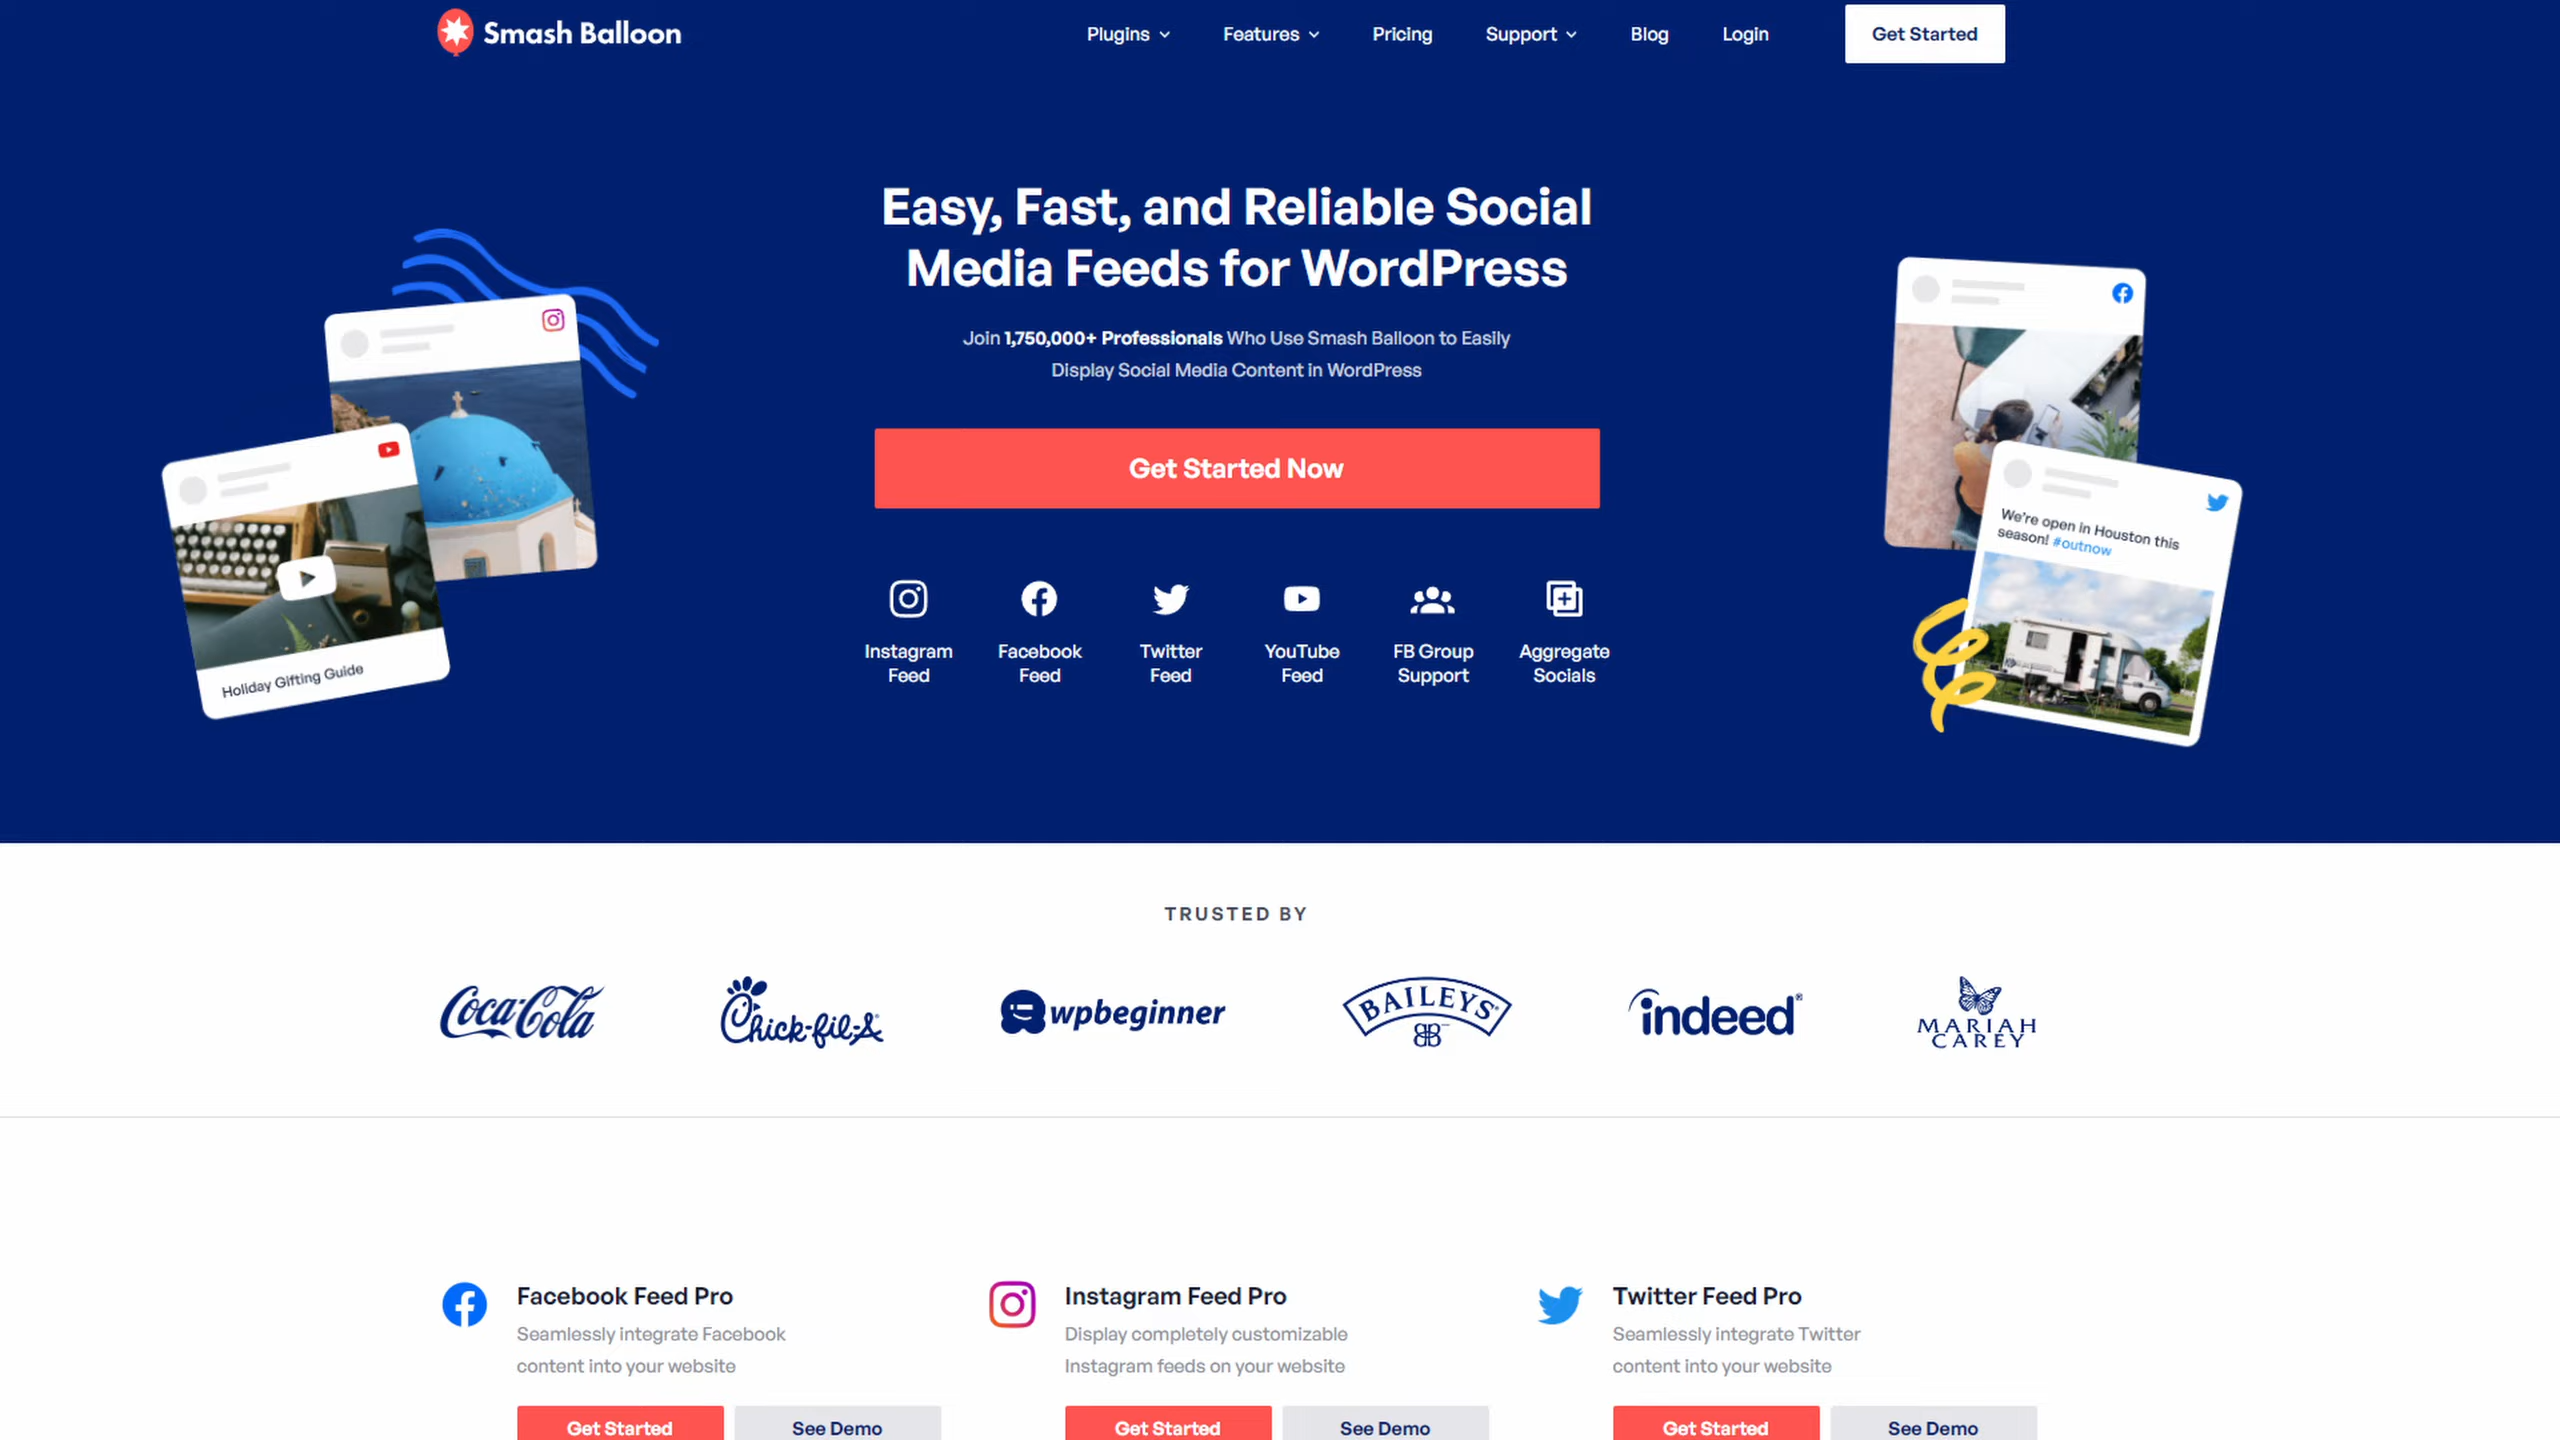 Smash Balloon
Plugins
Features
Pricing
Support
Blog
Login
Get Started
Easy, Fast, and Reliable Social
Media Feeds for WordPress
Join 1,750,000+ Professionals Who Use Smash Balloon to Easily
Display Social Media Content in WordPress
Get Started Now
Instagram
Feed
Facebook
Feed
Twitter
Feed
YouTube
Feed
FB Group
Support
Aggregate
Socials
Holiday Gifting Guide
We're open in Houston this
season! #outnow
TRUSTED BY
Coca-Cola
Chick-fil-A
wpbeginner
BAILEYS
indeed
MARIAH
CAREY
Facebook Feed Pro
Seamlessly integrate Facebook
content into your website
Get Started
See Demo
Instagram Feed Pro
Display completely customizable
Instagram feeds on your website
Get Started
See Demo
Twitter Feed Pro
Seamlessly integrate Twitter
content into your website
Get Started
See Demo